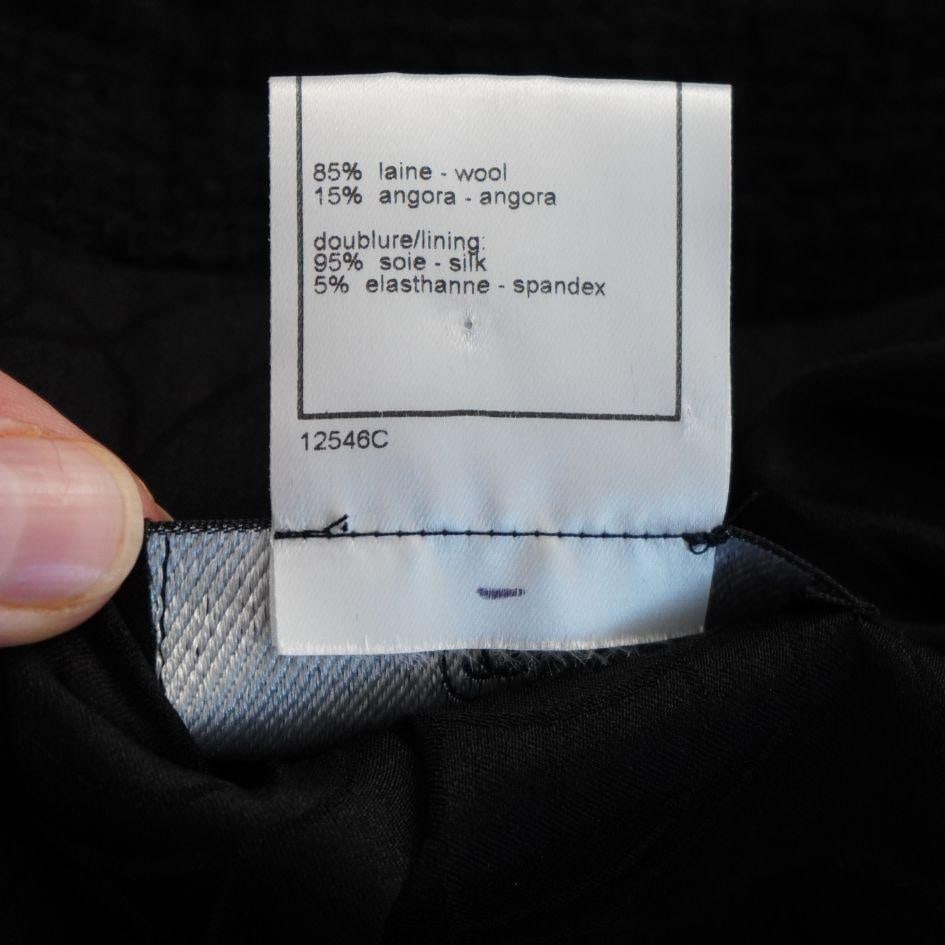 85% laine - wool
15% angora - angora
doublure/lining:
95% soie - silk
5% elasthanne - spandex
12546C